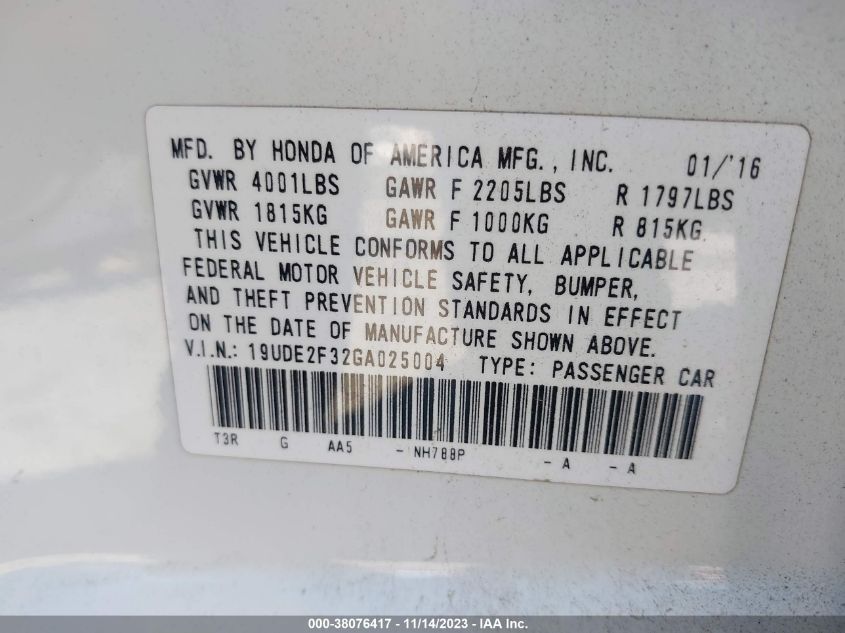 MFD. BY HONDA OF AMERICA MFG., INC. 01/'16
GVWR 4001LBS GAWR F 2205LBS R 1797LBS
GVWR 1815KG GAWR F 1000KG R 815KG
THIS VEHICLE CONFORMS TO ALL APPLICABLE
FEDERAL MOTOR VEHICLE SAFETY, BUMPER,
AND THEFT PREVENTION STANDARDS IN EFFECT
ON THE DATE OF MANUFACTURE SHOWN ABOVE.
V.I.N.: 19UDE2F32GA025004 TYPE: PASSENGER CAR
T3R G AA5 - NH788P - A - A
000-38076417 - 11/14/2023 - IAA Inc.